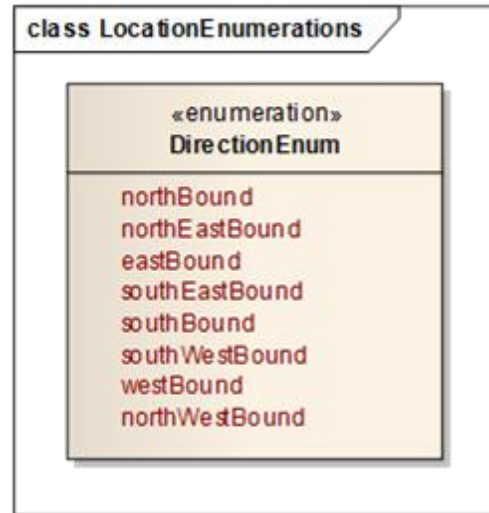 class LocationEnumerations
«enumeration»
DirectionEnum
northBound
northEastBound
eastBound
southEastBound
southBound
southWestBound
westBound
northWestBound